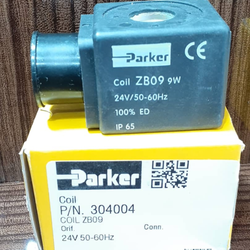 Parker
CE
Coil ZB09 9W
24V/50-60Hz
100% ED
IP 65
Parker
Coil
P/N. 304004
COIL ZB09
Orif. Conn.
24V 50-60Hz